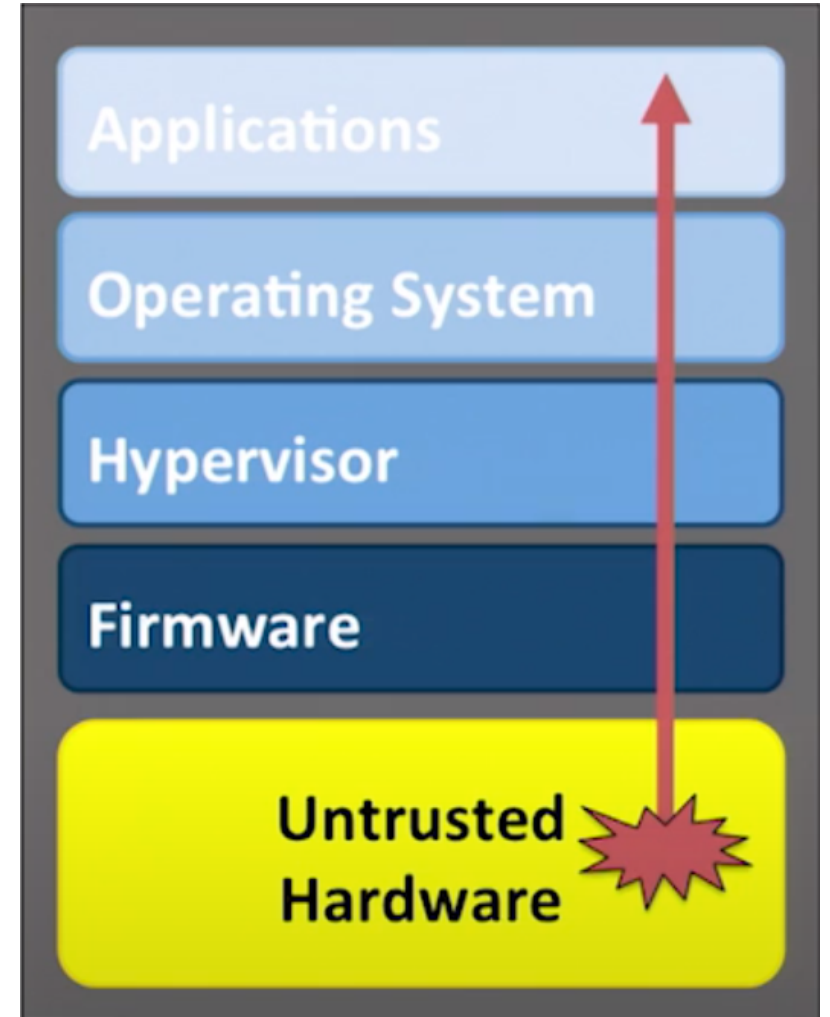 Applications
Operating System
Hypervisor
Firmware
Untrusted
Hardware